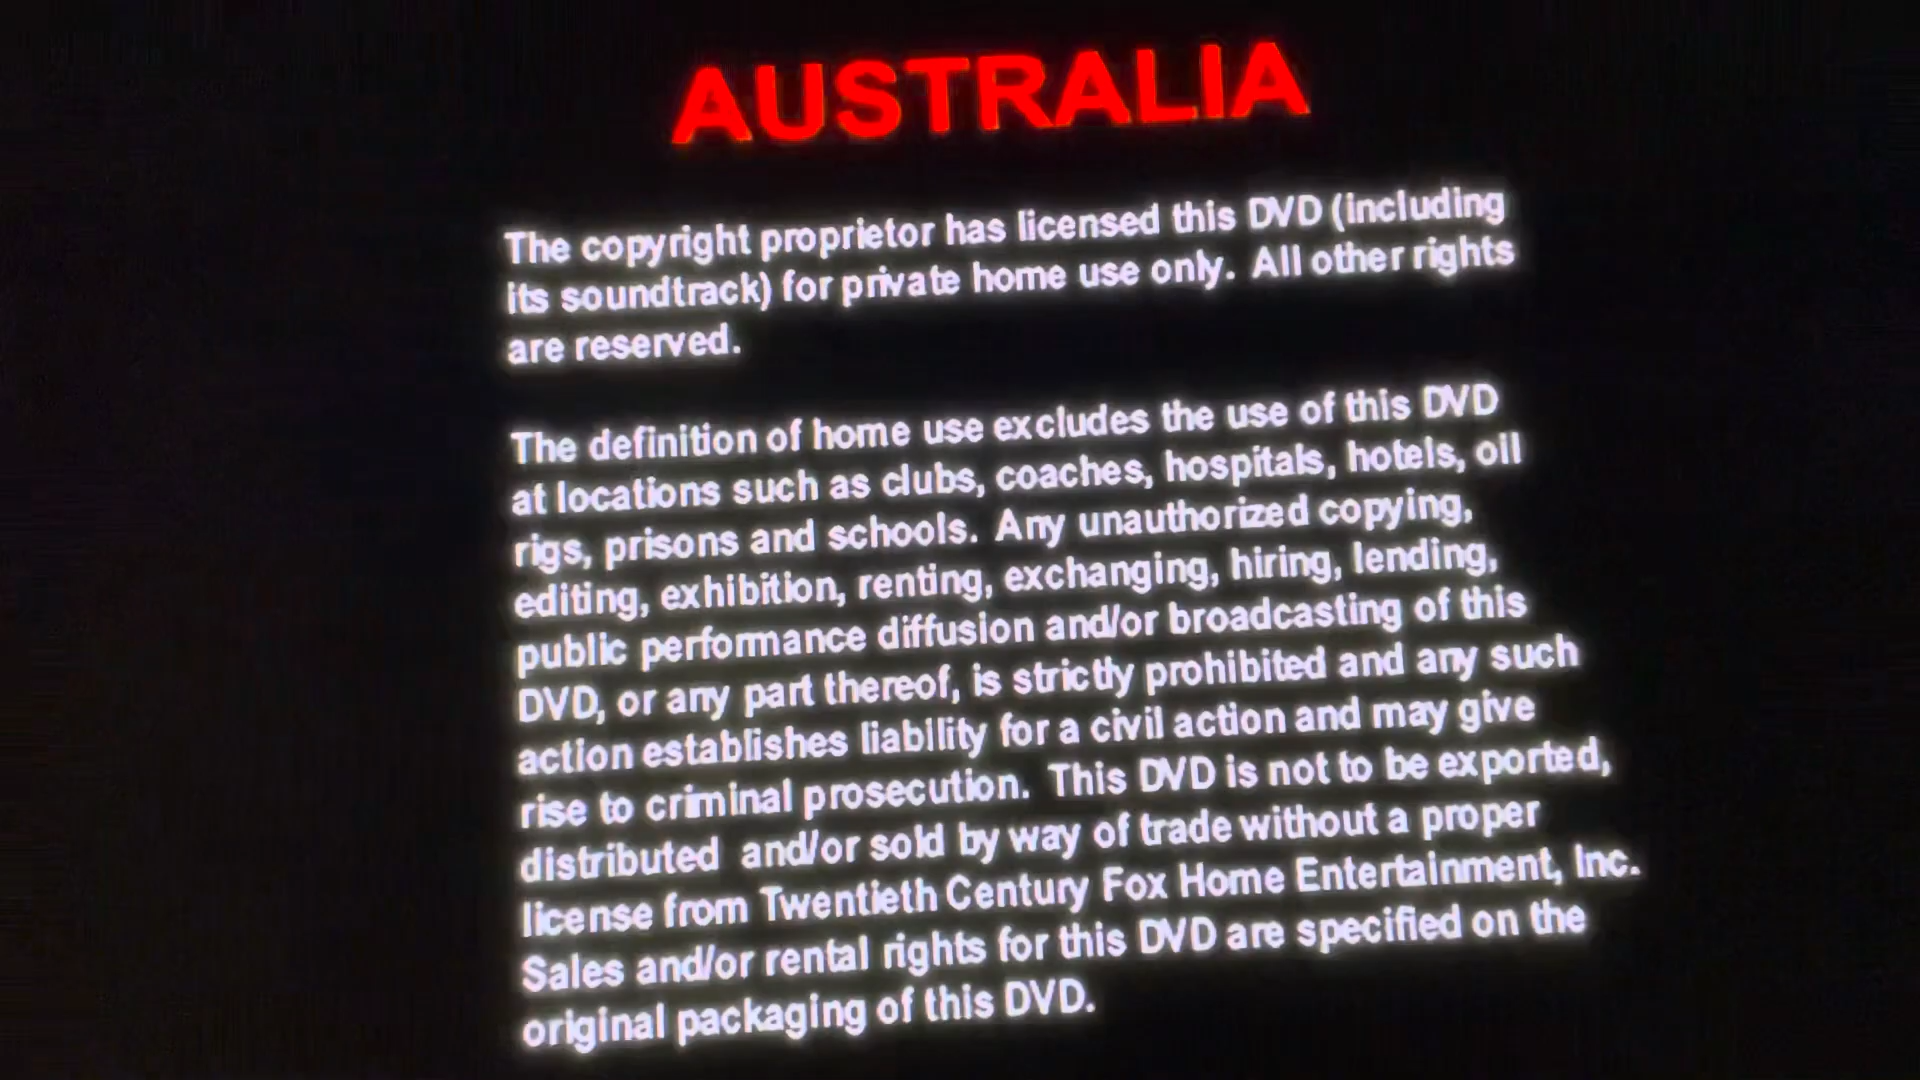 AUSTRALIA
The copyright proprietor has licensed this DVD (including
its soundtrack) for private home use only. All other rights
are reserved.
The definition of home use excludes the use of this DVD
at locations such as clubs, coaches, hospitals, hotels, oil
rigs, prisons and schools. Any unauthorized copying,
editing, exhibition, renting, exchanging, hiring, lending,
public performance diffusion and/or broadcasting of this
DVD, or any part thereof, is strictly prohibited and any such
action establishes liability for a civil action and may give
rise to criminal prosecution. This DVD is not to be exported,
distributed and/or sold by way of trade without a proper
license from Twentieth Century Fox Home Entertainment, Inc.
Sales and/or rental rights for this DVD are specified on the
original packaging of this DVD.